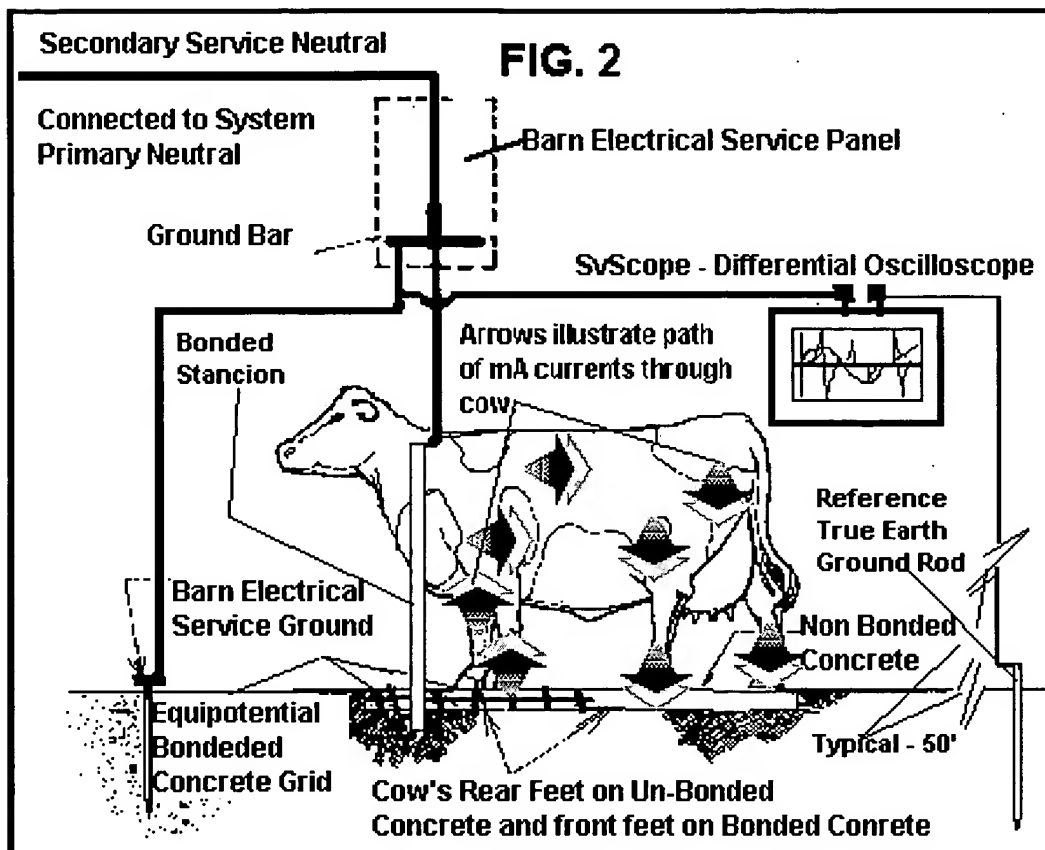 Secondary Service Neutral
FIG. 2
Connected to System
Primary Neutral
Barn Electrical Service Panel
Ground Bar
SvScope - Differential Oscilloscope
Bonded
Stancion
Arrows illustrate path
of mA currents through
cow
Reference
True Earth
Ground Rod
Barn Electrical
Service Ground
Non Bonded
Concrete
Equipotential
Bondeded
Concrete Grid
Typical - 50'
Cow's Rear Feet on Un-Bonded
Concrete and front feet on Bonded Conrete